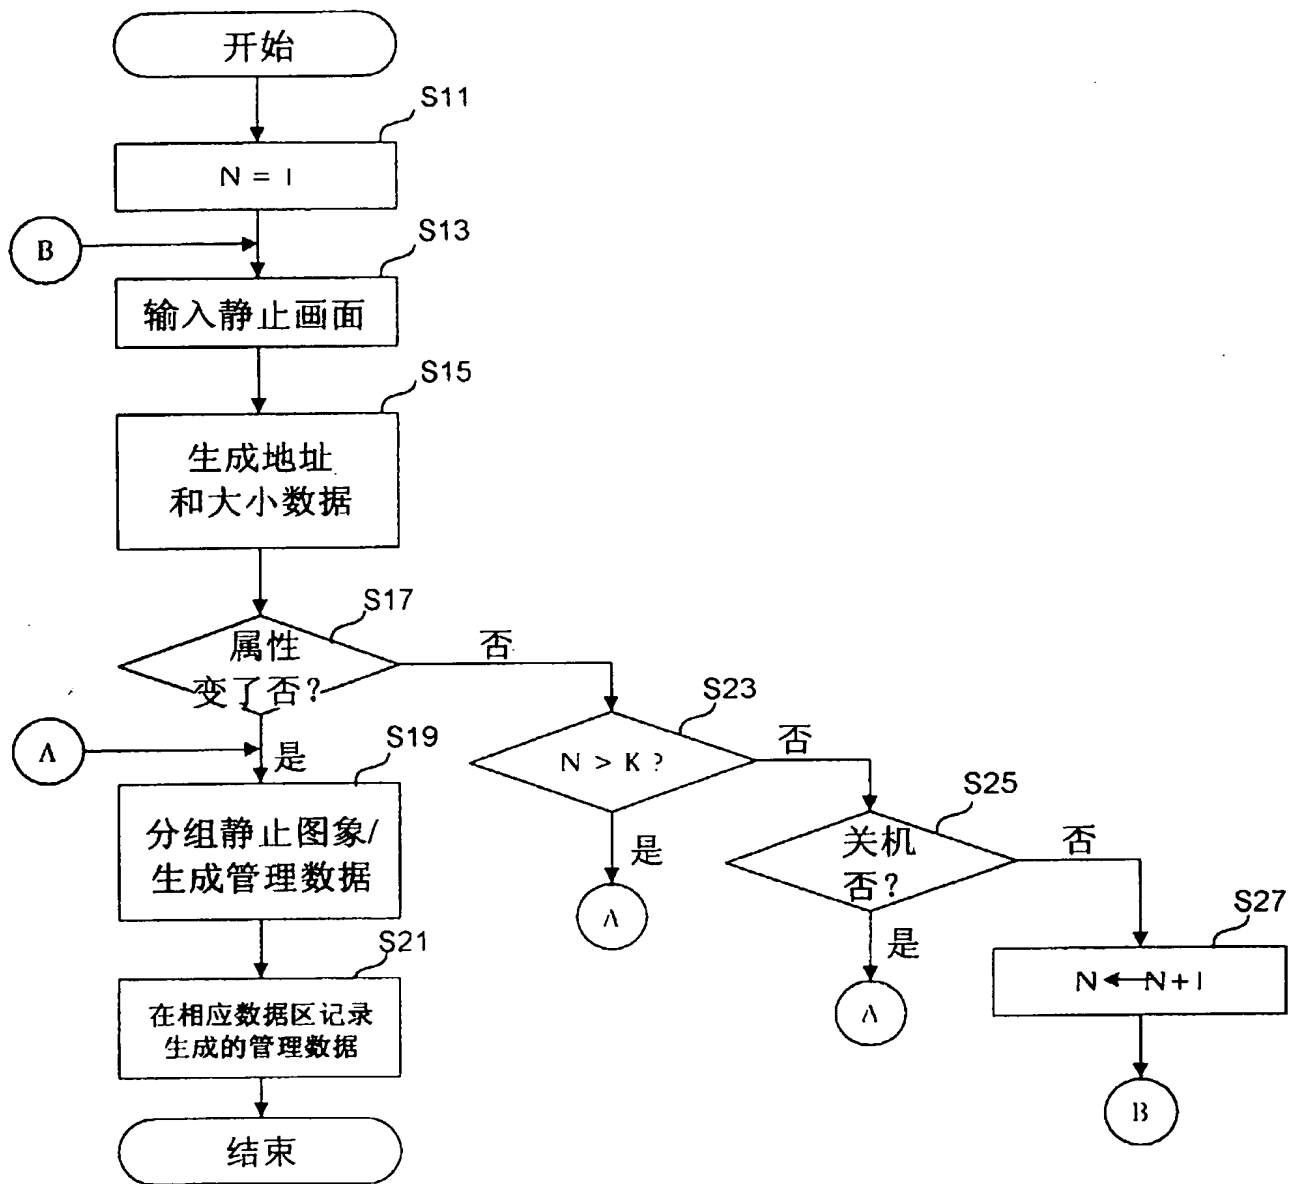 开始
S11
N = 1
B
S13
输入静止画面
S15
生成地址
和大小数据
S17
属性
变了否?
否
是
A
S19
分组静止图象/
生成管理数据
S21
在相应数据区记录
生成的管理数据
结束
S23
N > K ?
否
是
A
S25
关机
否?
否
是
A
S27
N←N+1
B